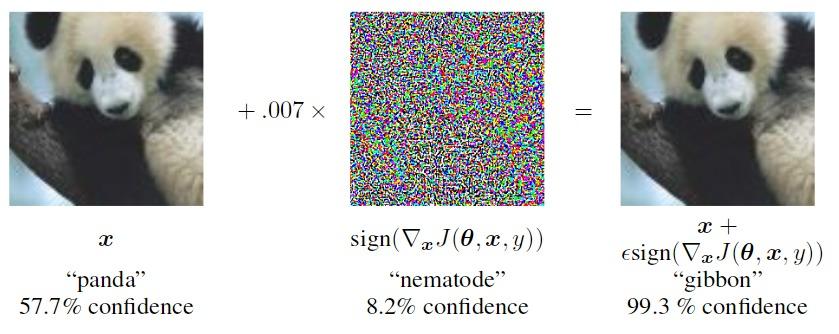 + .007 ×
=
x
sign(∇ₓJ(θ, x, y))
x +
ϵsign(∇ₓJ(θ, x, y))
“panda”
“nematode”
“gibbon”
57.7% confidence
8.2% confidence
99.3 % confidence